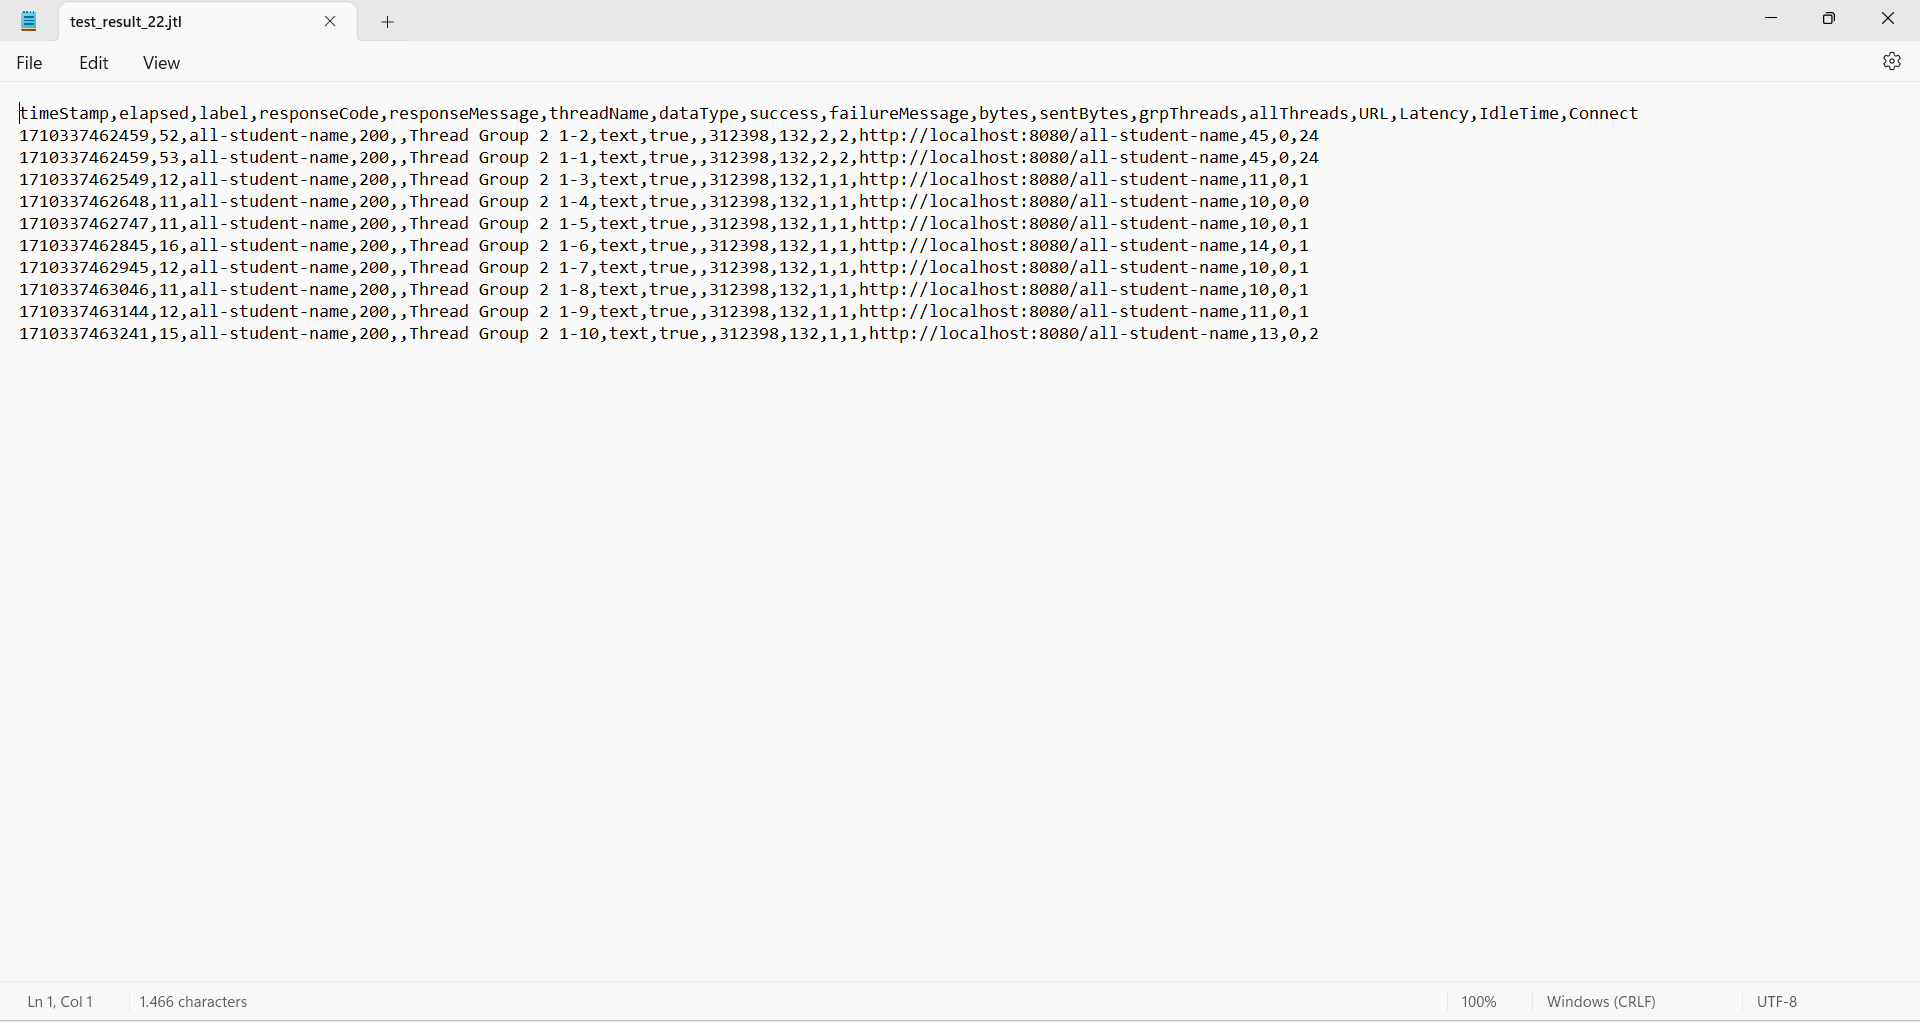 test_result_22.jtl
File Edit View
timeStamp,elapsed,label,responseCode,responseMessage,threadName,dataType,success,failureMessage,bytes,sentBytes,grpThreads,allThreads,URL,Latency,IdleTime,Connect
1710337462459,52,all-student-name,200,,Thread Group 2 1-2,text,true,,312398,132,2,2,http://localhost:8080/all-student-name,45,0,24
1710337462459,53,all-student-name,200,,Thread Group 2 1-1,text,true,,312398,132,2,2,http://localhost:8080/all-student-name,45,0,24
1710337462549,12,all-student-name,200,,Thread Group 2 1-3,text,true,,312398,132,1,1,http://localhost:8080/all-student-name,11,0,1
1710337462648,11,all-student-name,200,,Thread Group 2 1-4,text,true,,312398,132,1,1,http://localhost:8080/all-student-name,10,0,0
1710337462747,11,all-student-name,200,,Thread Group 2 1-5,text,true,,312398,132,1,1,http://localhost:8080/all-student-name,10,0,1
1710337462845,16,all-student-name,200,,Thread Group 2 1-6,text,true,,312398,132,1,1,http://localhost:8080/all-student-name,14,0,1
1710337462945,12,all-student-name,200,,Thread Group 2 1-7,text,true,,312398,132,1,1,http://localhost:8080/all-student-name,10,0,1
1710337463046,11,all-student-name,200,,Thread Group 2 1-8,text,true,,312398,132,1,1,http://localhost:8080/all-student-name,10,0,1
1710337463144,12,all-student-name,200,,Thread Group 2 1-9,text,true,,312398,132,1,1,http://localhost:8080/all-student-name,11,0,1
1710337463241,15,all-student-name,200,,Thread Group 2 1-10,text,true,,312398,132,1,1,http://localhost:8080/all-student-name,13,0,2
Ln 1, Col 1 1.466 characters 100% Windows (CRLF) UTF-8